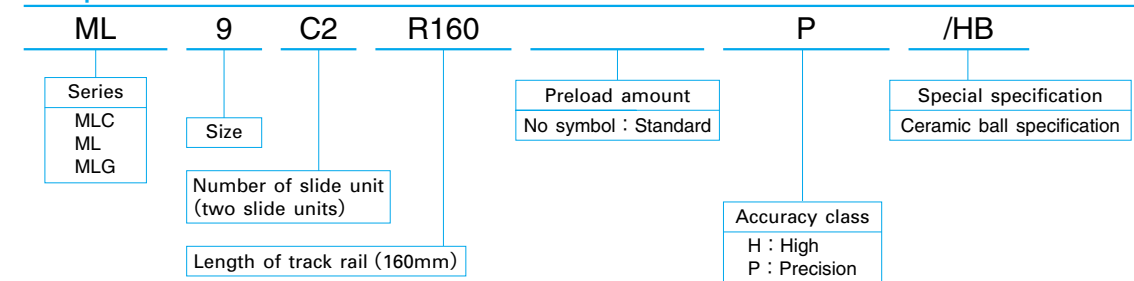 ML 9 C2 R160 P /HB
Series
MLC
ML
MLG
Size
Number of slide unit
(two slide units)
Length of track rail (160mm)
Preload amount
No symbol：Standard
Accuracy class
H：High
P：Precision
Special specification
Ceramic ball specification